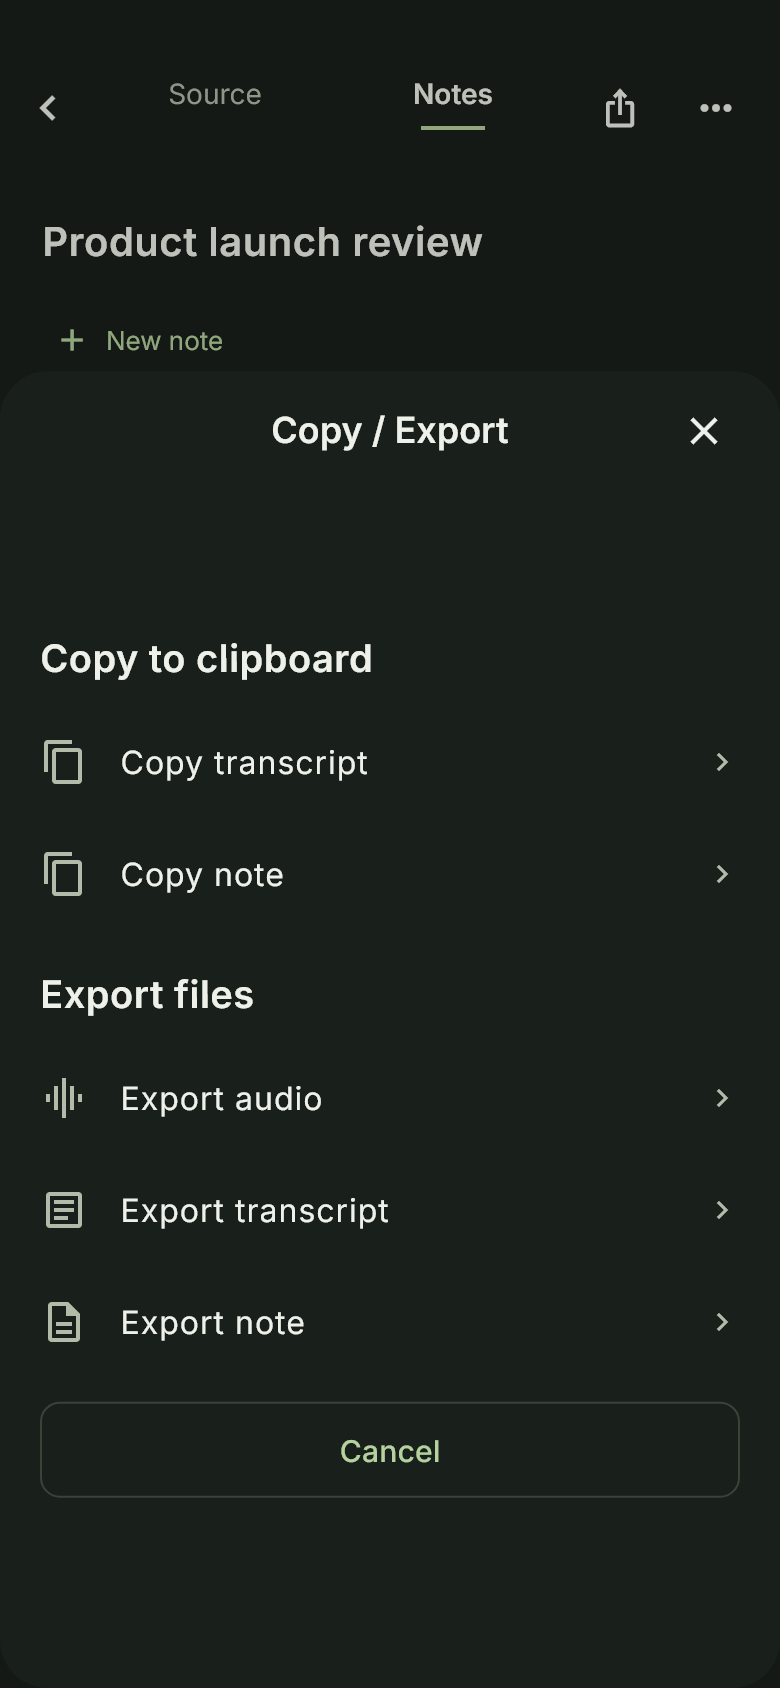 Source
Notes
Product launch review
New note
Copy / Export
Copy to clipboard
Copy transcript
Copy note
Export files
Export audio
Export transcript
Export note
Cancel